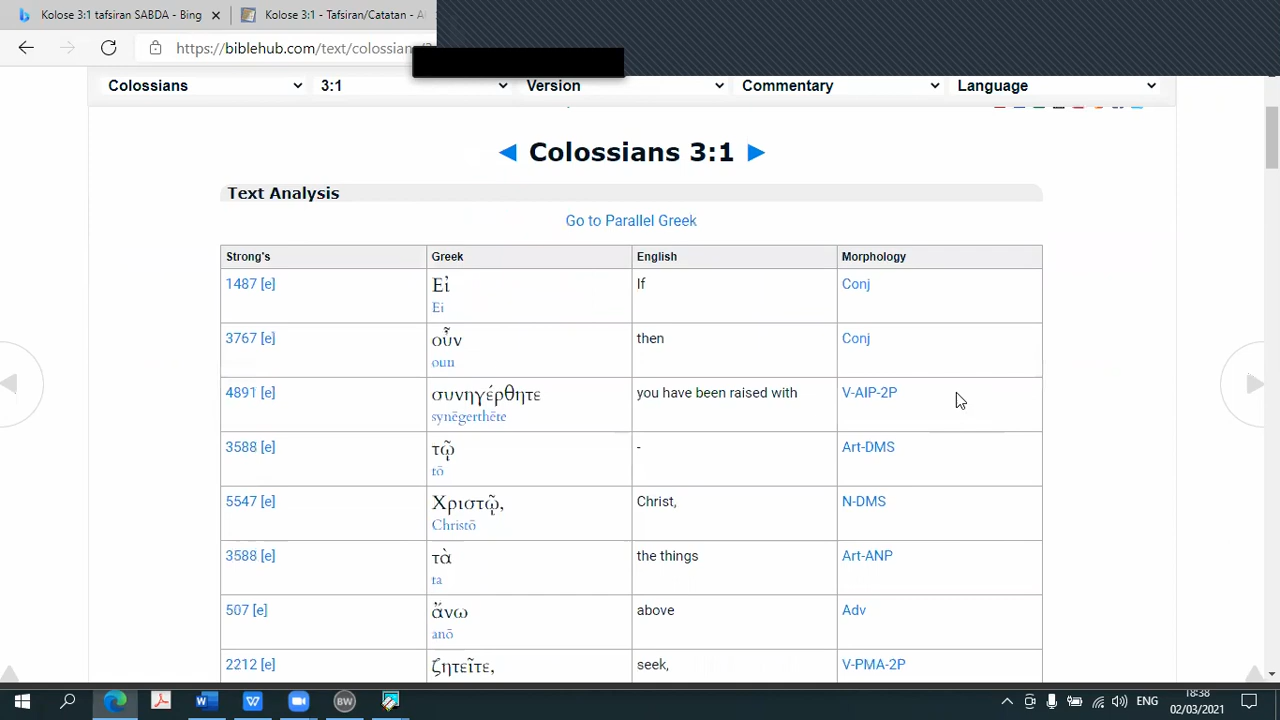 Kolose 3:1 tafsiran SABDA - Bing
Kolose 3:1 - Tafsiran/Catatan -
https://biblehub.com/text/colossian
Colossians 3:1 Version Commentary Language
Colossians 3:1
Text Analysis
Go to Parallel Greek
Strong's Greek English Morphology
1487 [e] Εἰ If Conj
Ei
3767 [e] οὖν then Conj
oun
4891 [e] συνηγέρθητε you have been raised with V-AIP-2P
synēgerthēte
3588 [e] τῷ - Art-DMS
tō
5547 [e] Χριστῷ, Christ, N-DMS
Christō
3588 [e] τὰ the things Art-ANP
ta
507 [e] ἄνω above Adv
anō
2212 [e] ζητεῖτε, seek, V-PMA-2P
W W BW ENG 18:38
02/03/2021